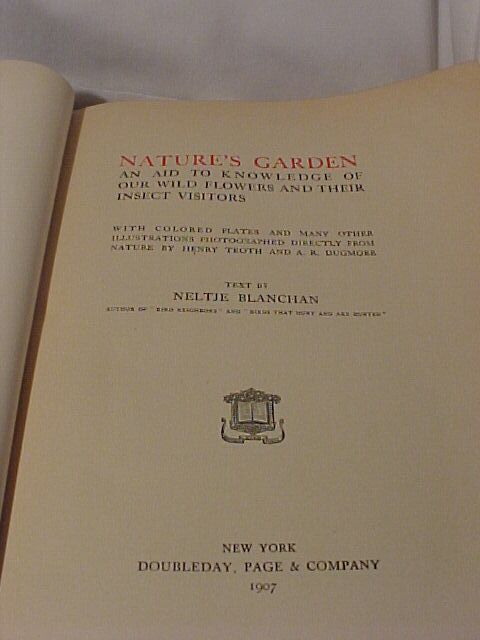 NATURE'S GARDEN
AN AID TO KNOWLEDGE OF
OUR WILD FLOWERS AND THEIR
INSECT VISITORS
WITH COLORED PLATES AND MANY OTHER
ILLUSTRATIONS PHOTOGRAPHED DIRECTLY FROM
NATURE BY HENRY TROTH AND A. R. DUGMORE
TEXT BY
NELTJE BLANCHAN
AUTHOR OF "BIRD NEIGHBORS" AND "BIRDS THAT HUNT AND ARE HUNTED"
NEW YORK
DOUBLEDAY, PAGE & COMPANY
1907